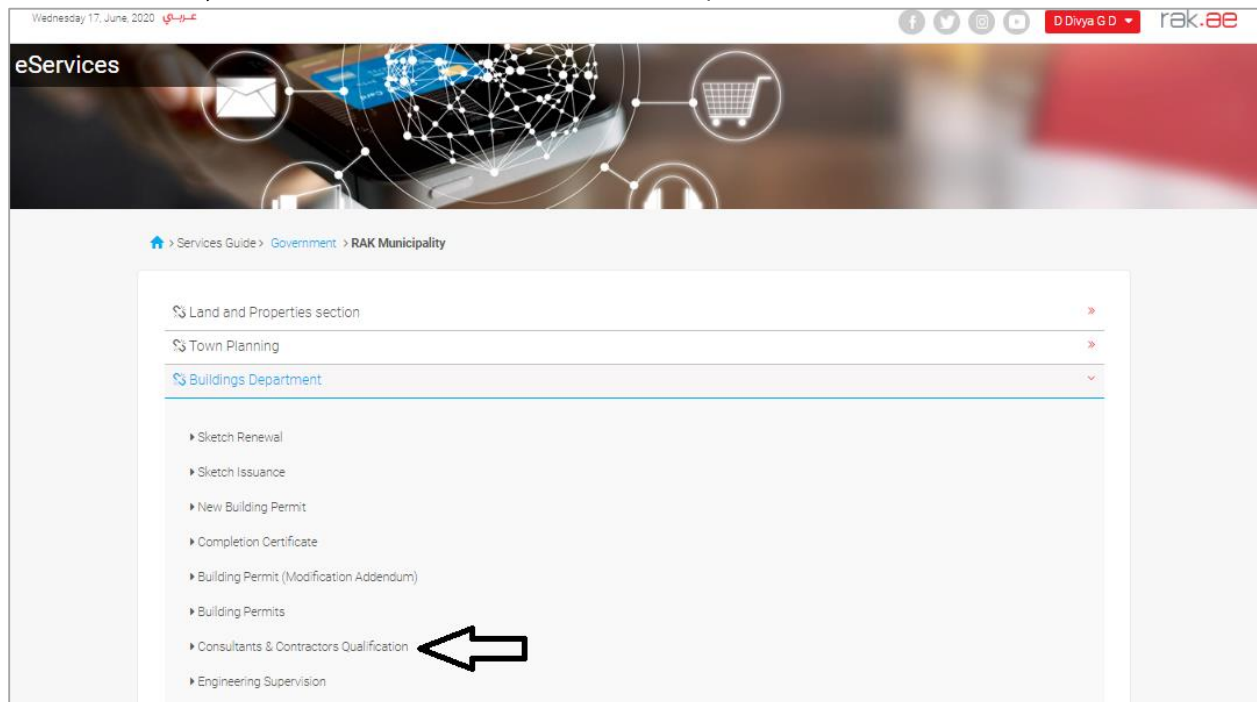 Wednesday 17, June, 2020 عـربـي
D Divya G D
rak.ae
eServices
> Services Guide > Government > RAK Municipality
Land and Properties section
Town Planning
Buildings Department
Sketch Renewal
Sketch Issuance
New Building Permit
Completion Certificate
Building Permit (Modification Addendum)
Building Permits
Consultants & Contractors Qualification
Engineering Supervision